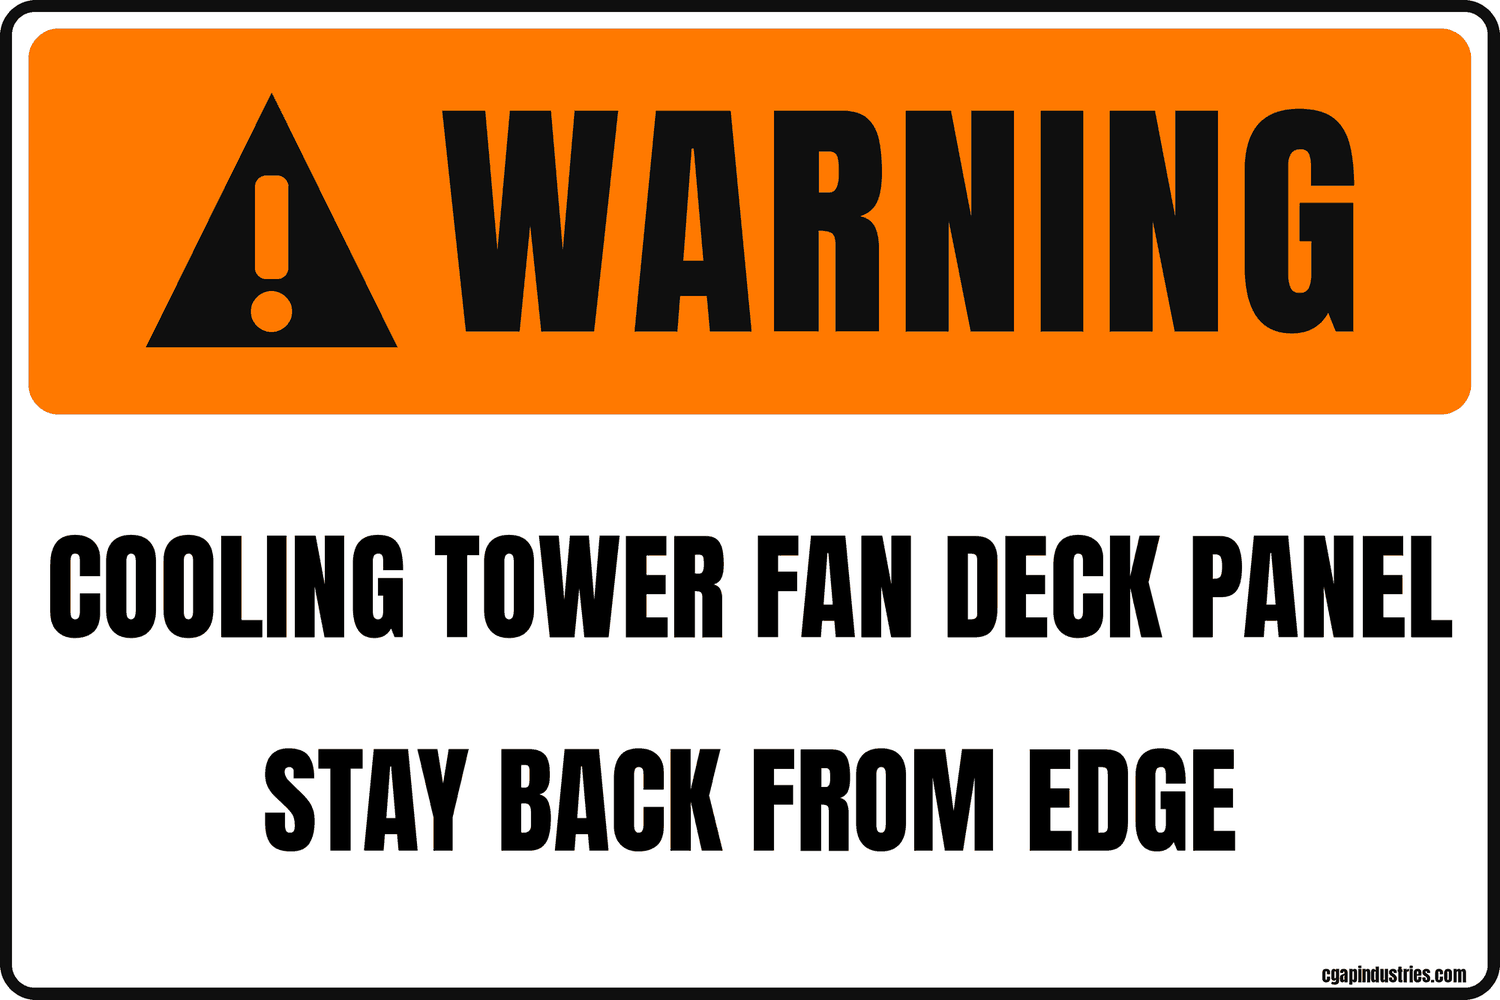 WARNING
COOLING TOWER FAN DECK PANEL
STAY BACK FROM EDGE
cgapindustries.com